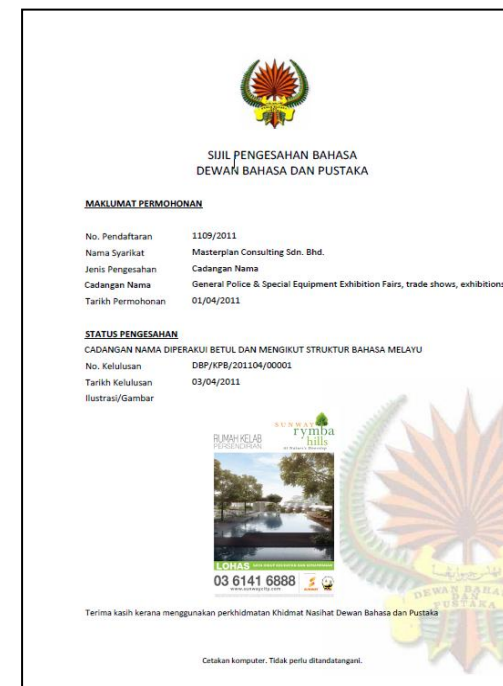 SIJIL PENGESAHAN BAHASA
DEWAN BAHASA DAN PUSTAKA
MAKLUMAT PERMOHONAN
No. Pendaftaran 1109/2011
Nama Syarikat Masterplan Consulting Sdn. Bhd.
Jenis Pengesahan Cadangan Nama
Cadangan Nama General Police & Special Equipment Exhibition Fairs, trade shows, exhibitions
Tarikh Permohonan 01/04/2011
STATUS PENGESAHAN
CADANGAN NAMA DIPERAKUI BETUL DAN MENGIKUT STRUKTUR BAHASA MELAYU
No. Kelulusan DBP/KPB/201104/00001
Tarikh Kelulusan 03/04/2011
Ilustrasi/Gambar
SUNWAY
rymba
hills
RUMAH KELAB
PERSENDIRIAN
LOHAS
03 6141 6888
DEWAN BAHASA
DAN
PUSTAKA
Terima kasih kerana menggunakan perkhidmatan Khidmat Nasihat Dewan Bahasa dan Pustaka
Cetakan komputer. Tidak perlu ditandatangani.